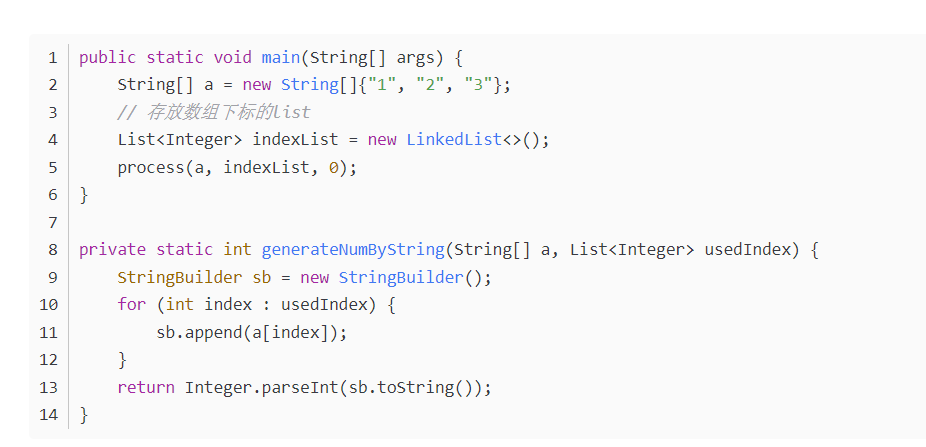 1 public static void main(String[] args) {
2 String[] a = new String[]{"1", "2", "3"};
3 // 存放数组下标的list
4 List<Integer> indexList = new LinkedList<>();
5 process(a, indexList, 0);
6 }
7
8 private static int generateNumByString(String[] a, List<Integer> usedIndex) {
9 StringBuilder sb = new StringBuilder();
10 for (int index : usedIndex) {
11 sb.append(a[index]);
12 }
13 return Integer.parseInt(sb.toString());
14 }